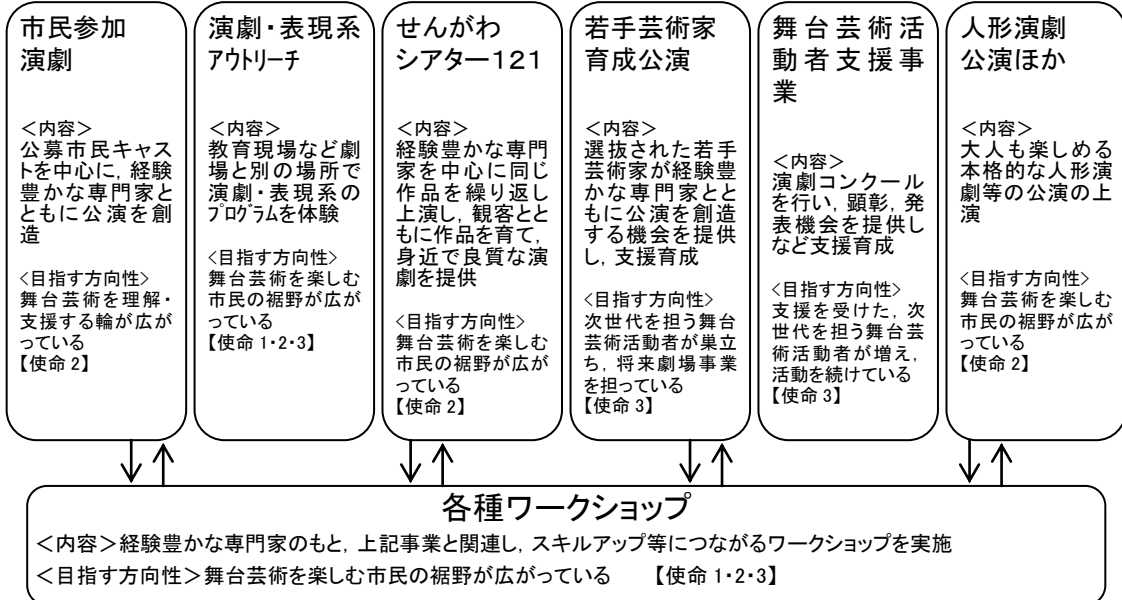 市民参加
演劇
＜内容＞
公募市民キャス
トを中心に，経験
豊かな専門家と
ともに公演を創
造
＜目指す方向性＞
舞台芸術を理解・
支援する輪が広が
っている
【使命2】
演劇・表現系
アウトリーチ
＜内容＞
教育現場など劇
場と別の場所で
演劇・表現系の
プログラムを体験
＜目指す方向性＞
舞台芸術を楽しむ
市民の裾野が広が
っている
【使命1・2・3】
せんがわ
シアター１２１
＜内容＞
経験豊かな専門
家を中心に同じ
作品を繰り返し
上演し，観客とと
もに作品を育て，
身近で良質な演
劇を提供
＜目指す方向性＞
舞台芸術を楽しむ
市民の裾野が広が
っている
【使命2】
若手芸術家
育成公演
＜内容＞
選抜された若手
芸術家が経験豊
かな専門家とと
もに公演を創造
する機会を提供
し，支援育成
＜目指す方向性＞
次世代を担う舞台
芸術活動者が巣立
ち，将来劇場事業
を担っている
【使命3】
舞台芸術活
動者支援事
業
＜内容＞
演劇コンクール
を行い，顕彰，発
表機会を提供し
など支援育成
＜目指す方向性＞
支援を受けた，次
世代を担う舞台芸
術活動者が増え，
活動を続けている
【使命3】
人形演劇
公演ほか
＜内容＞
大人も楽しめる
本格的な人形演
劇等の公演の上
演
＜目指す方向性＞
舞台芸術を楽しむ
市民の裾野が広が
っている
【使命2】
各種ワークショップ
＜内容＞経験豊かな専門家のもと，上記事業と関連し，スキルアップ等につながるワークショップを実施
＜目指す方向性＞舞台芸術を楽しむ市民の裾野が広がっている　【使命1・2・3】